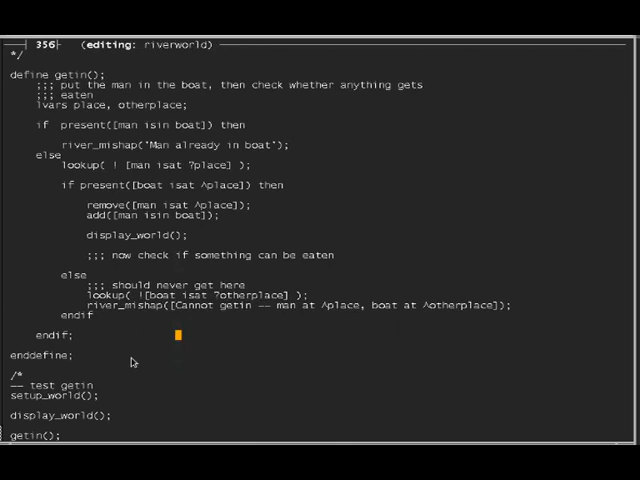 356 (editing: riverworld)
*/
define getin();
;;; put the man in the boat, then check whether anything gets
;;; eaten
lvars place, otherplace;
if present([man isin boat]) then
river_mishap('Man already in boat');
else
lookup( ! [man isat ?place] );
if present([boat isat ^place]) then
remove([man isat ^place]);
add([man isin boat]);
display_world();
;;; now check if something can be eaten
else
;;; should never get here
lookup( ![boat isat ?otherplace] );
river_mishap([Cannot getin -- man at ^place, boat at ^otherplace]);
endif
endif;
enddefine;
/*
-- test getin
setup_world();
display_world();
getin();